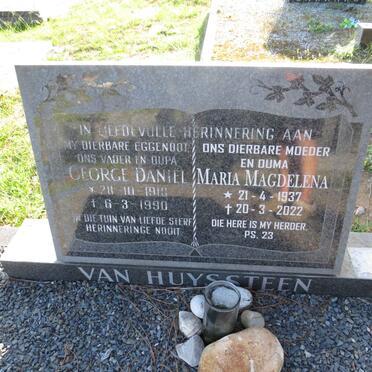 IN LIEFDEVOLLE HERINNERING AAN
MY DIERBARE EGGENOOT
ONS VADER EN OUPA
GEORGE DANIEL
* 28-10-1918
† 6-3-1990
IN DIE TUIN VAN LIEFDE STERF
HERINNERINGE NOOIT
ONS DIERBARE MOEDER
EN OUMA
MARIA MAGDELENA
* 21-4-1937
† 20-3-2022
DIE HERE IS MY HERDER.
PS. 23
VAN HUYSSTEEN